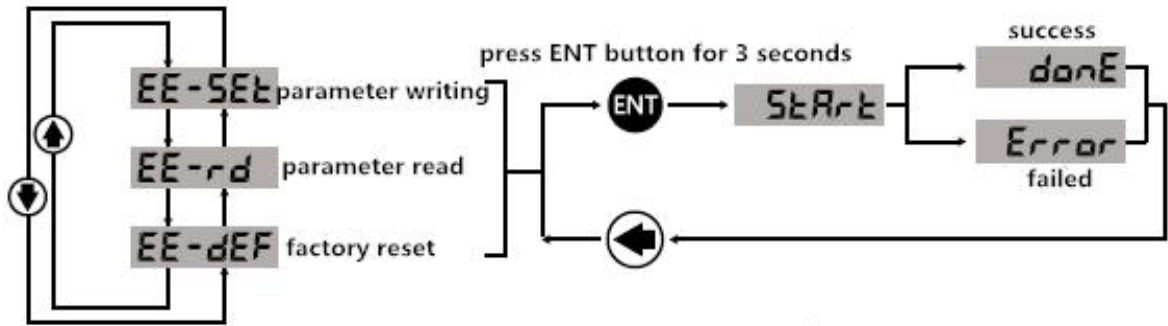 success
press ENT button for 3 seconds
donE
EE-SEt parameter writing
ENT
StArt
EE-rd parameter read
Error
failed
EE-dEF factory reset